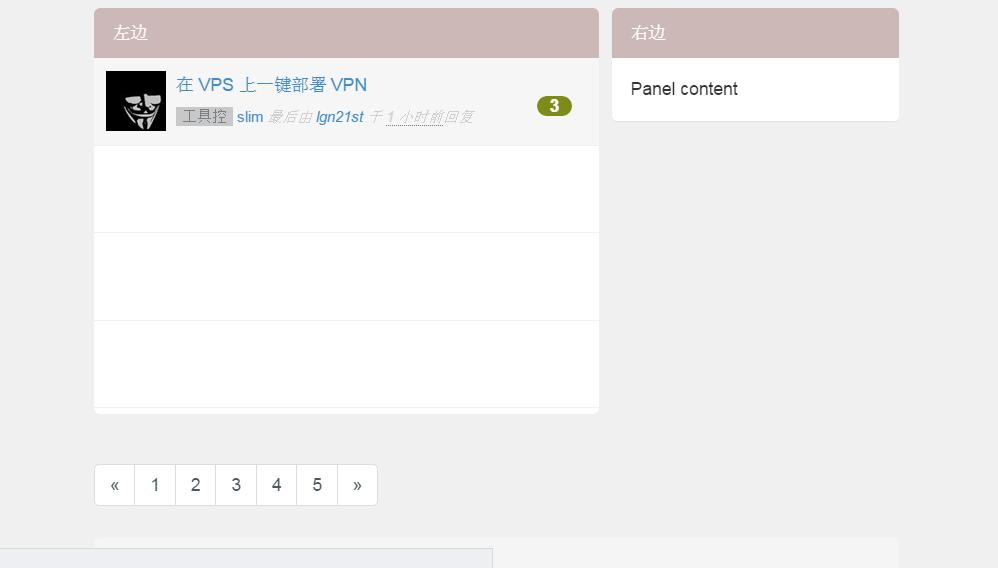 左边
在 VPS 上一键部署 VPN
工具控 slim 最后由 lgn21st 于 1 小时前回复
3
右边
Panel content
« 1 2 3 4 5 »